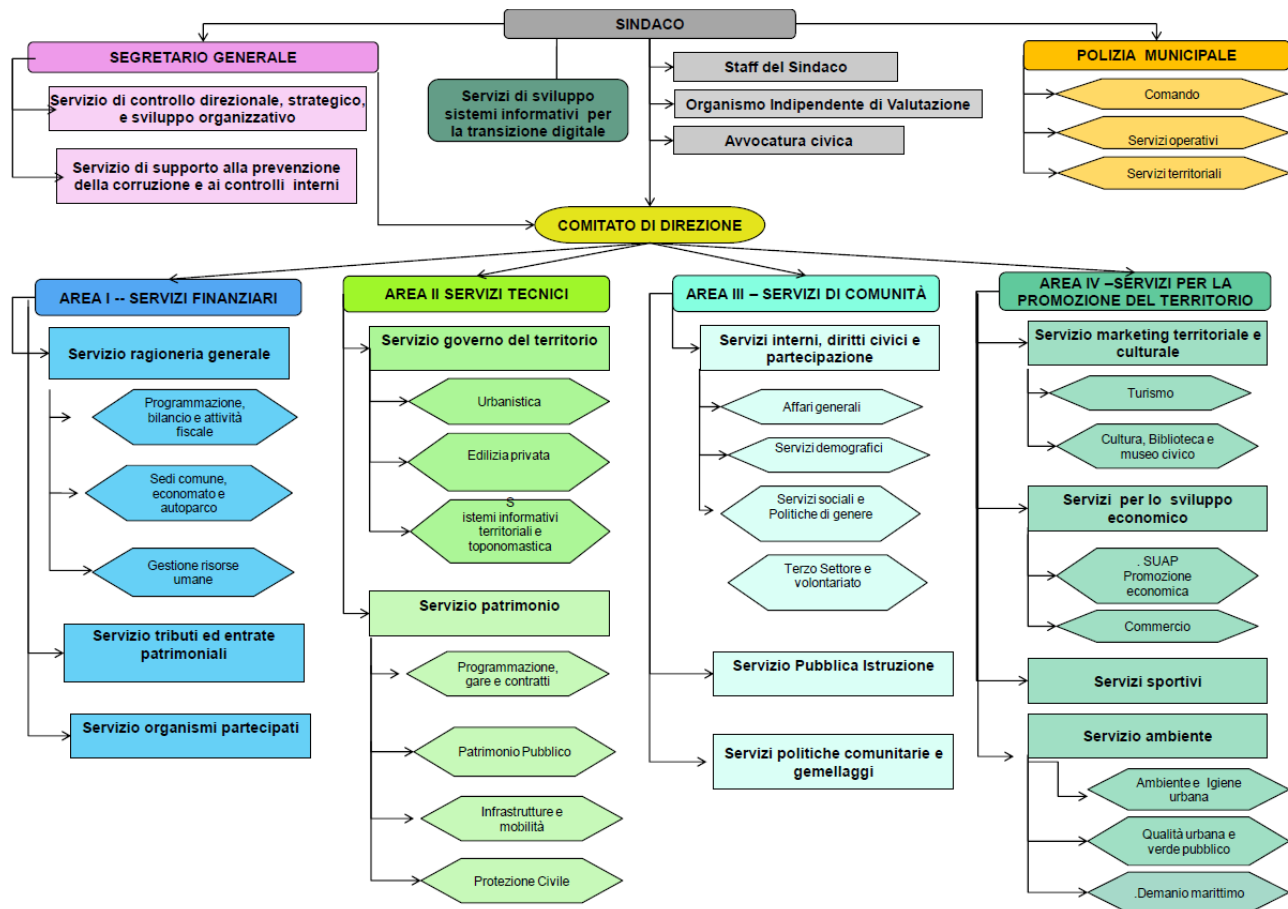 SINDACO
SEGRETARIO GENERALE
Servizio di controllo direzionale, strategico,
e sviluppo organizzativo
Servizio di supporto alla prevenzione
della corruzione e ai controlli interni
Servizi di sviluppo
sistemi informativi per
la transizione digitale
Staff del Sindaco
Organismo Indipendente di Valutazione
Avvocatura civica
POLIZIA MUNICIPALE
Comando
Servizi operativi
Servizi territoriali
COMITATO DI DIREZIONE
AREA I -- SERVIZI FINANZIARI
Servizio ragioneria generale
Programmazione,
bilancio e attività
fiscale
Sedi comune,
economato e
autoparco
Gestione risorse
umane
Servizio tributi ed entrate
patrimoniali
Servizio organismi partecipati
AREA II SERVIZI TECNICI
Servizio governo del territorio
Urbanistica
Edilizia privata
S
istemi informativi
territoriali e
toponomastica
Servizio patrimonio
Programmazione,
gare e contratti
Patrimonio Pubblico
Infrastrutture e
mobilità
Protezione Civile
AREA III – SERVIZI DI COMUNITÀ
Servizi interni, diritti civici e
partecipazione
Affari generali
Servizi demografici
Servizi sociali e
Politiche di genere
Terzo Settore e
volontariato
Servizio Pubblica Istruzione
Servizi politiche comunitarie e
gemellaggi
AREA IV –SERVIZI PER LA
PROMOZIONE DEL TERRITORIO
Servizio marketing territoriale e
culturale
Turismo
Cultura, Biblioteca e
museo civico
Servizi per lo sviluppo
economico
. SUAP
Promozione
economica
Commercio
Servizi sportivi
Servizio ambiente
Ambiente e Igiene
urbana
Qualità urbana e
verde pubblico
.Demanio marittimo